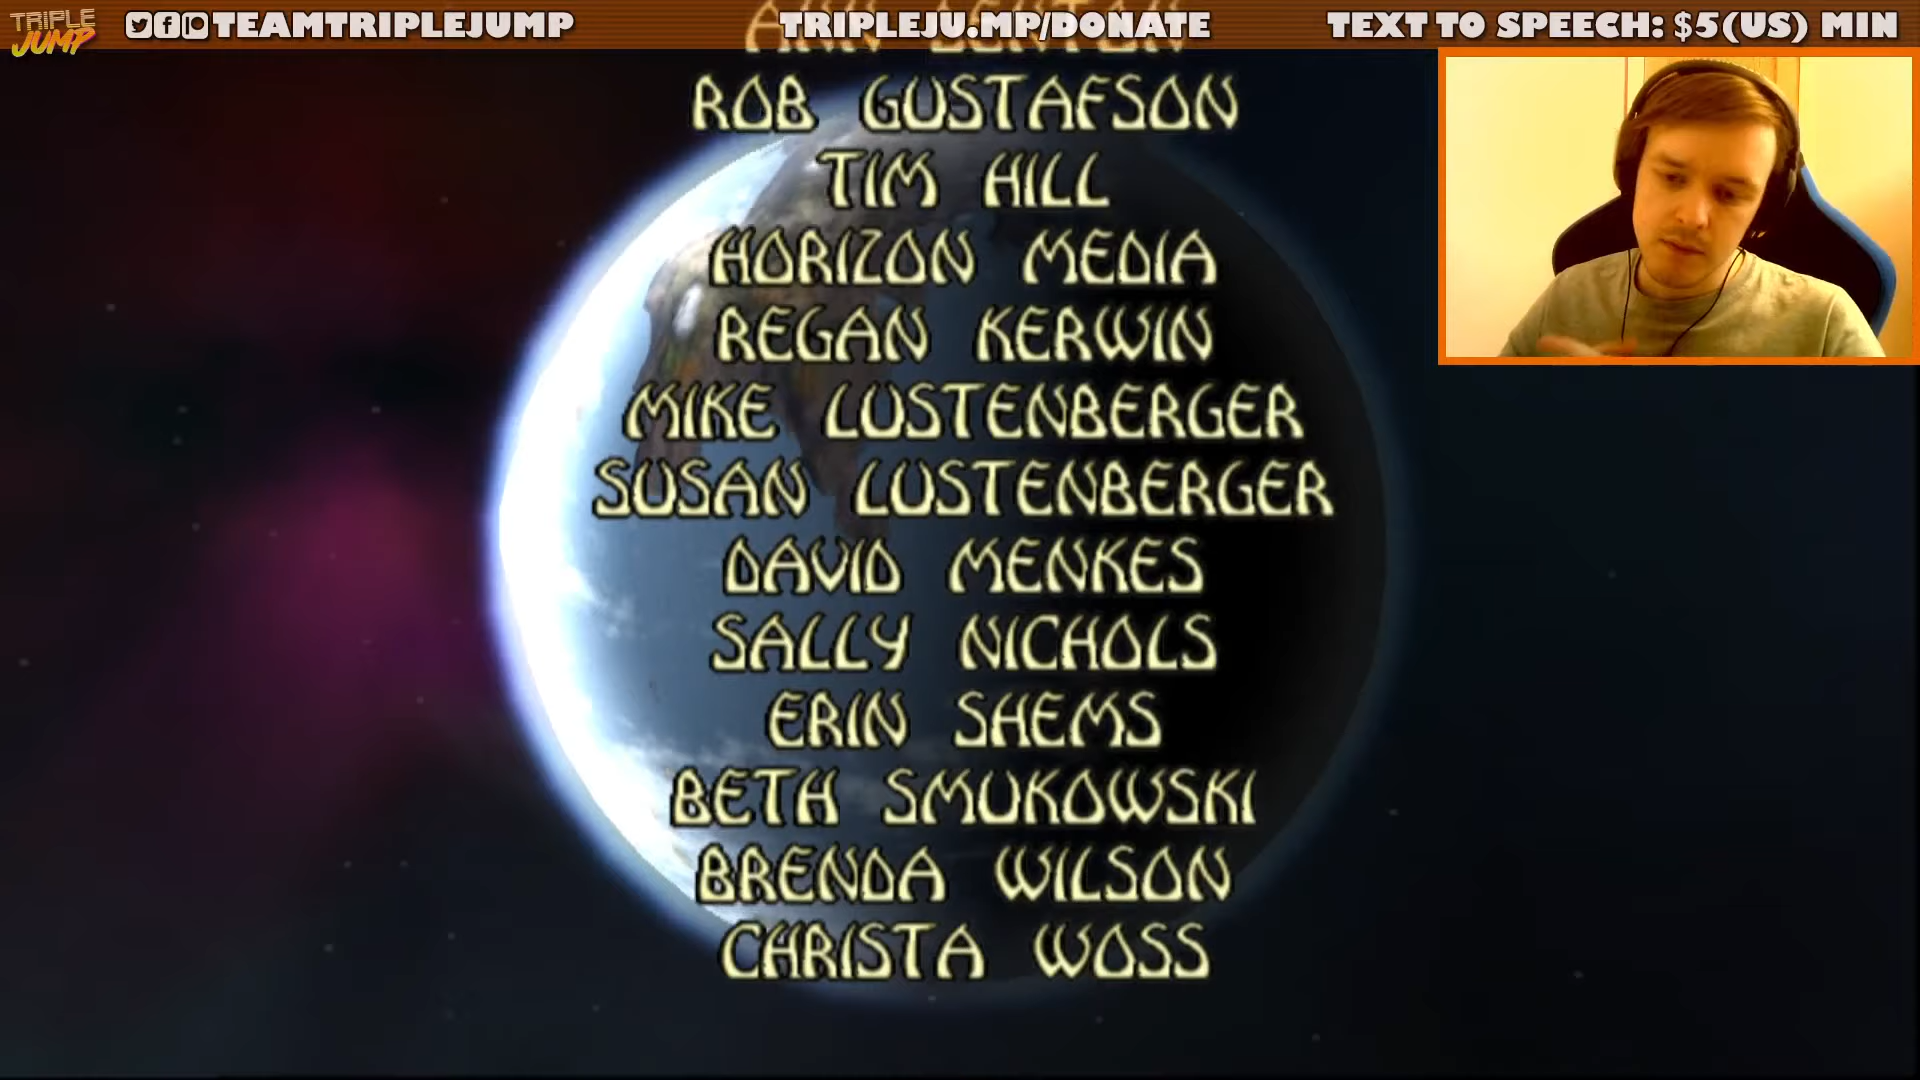 TRIPLE JUMP
TEAMTRIPLEJUMP
TRIPLEJU.MP/DONATE
TEXT TO SPEECH: $5(US) MIN
ROB GUSTAFSON
TIM HILL
HORIZON MEDIA
REGAN KERWIN
MIKE LUSTENBERGER
SUSAN LUSTENBERGER
DAVID MENKES
SALLY NICHOLS
ERIN SHEMS
BETH SMUKOWSKI
BRENDA WILSON
CHRISTA WOSS